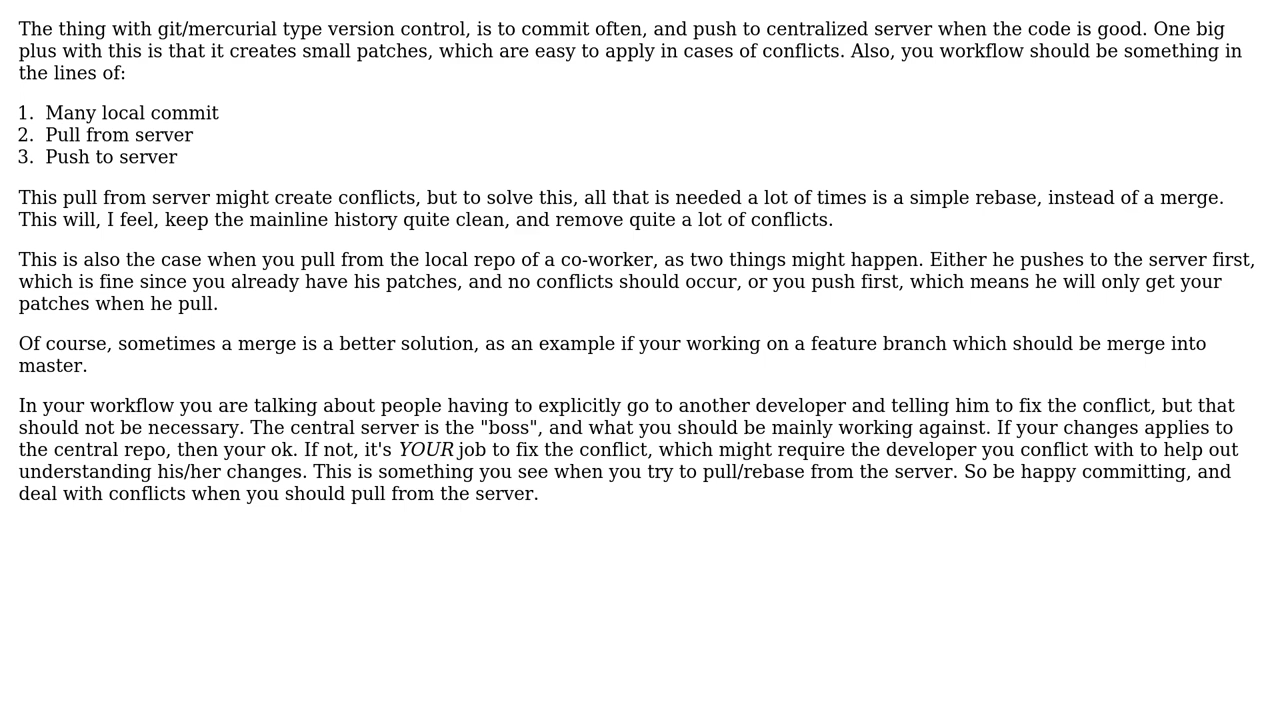 The thing with git/mercurial type version control, is to commit often, and push to centralized server when the code is good. One big
plus with this is that it creates small patches, which are easy to apply in cases of conflicts. Also, you workflow should be something in
the lines of:
1. Many local commit
2. Pull from server
3. Push to server
This pull from server might create conflicts, but to solve this, all that is needed a lot of times is a simple rebase, instead of a merge.
This will, I feel, keep the mainline history quite clean, and remove quite a lot of conflicts.
This is also the case when you pull from the local repo of a co-worker, as two things might happen. Either he pushes to the server first,
which is fine since you already have his patches, and no conflicts should occur, or you push first, which means he will only get your
patches when he pull.
Of course, sometimes a merge is a better solution, as an example if your working on a feature branch which should be merge into
master.
In your workflow you are talking about people having to explicitly go to another developer and telling him to fix the conflict, but that
should not be necessary. The central server is the "boss", and what you should be mainly working against. If your changes applies to
the central repo, then your ok. If not, it's YOUR job to fix the conflict, which might require the developer you conflict with to help out
understanding his/her changes. This is something you see when you try to pull/rebase from the server. So be happy committing, and
deal with conflicts when you should pull from the server.